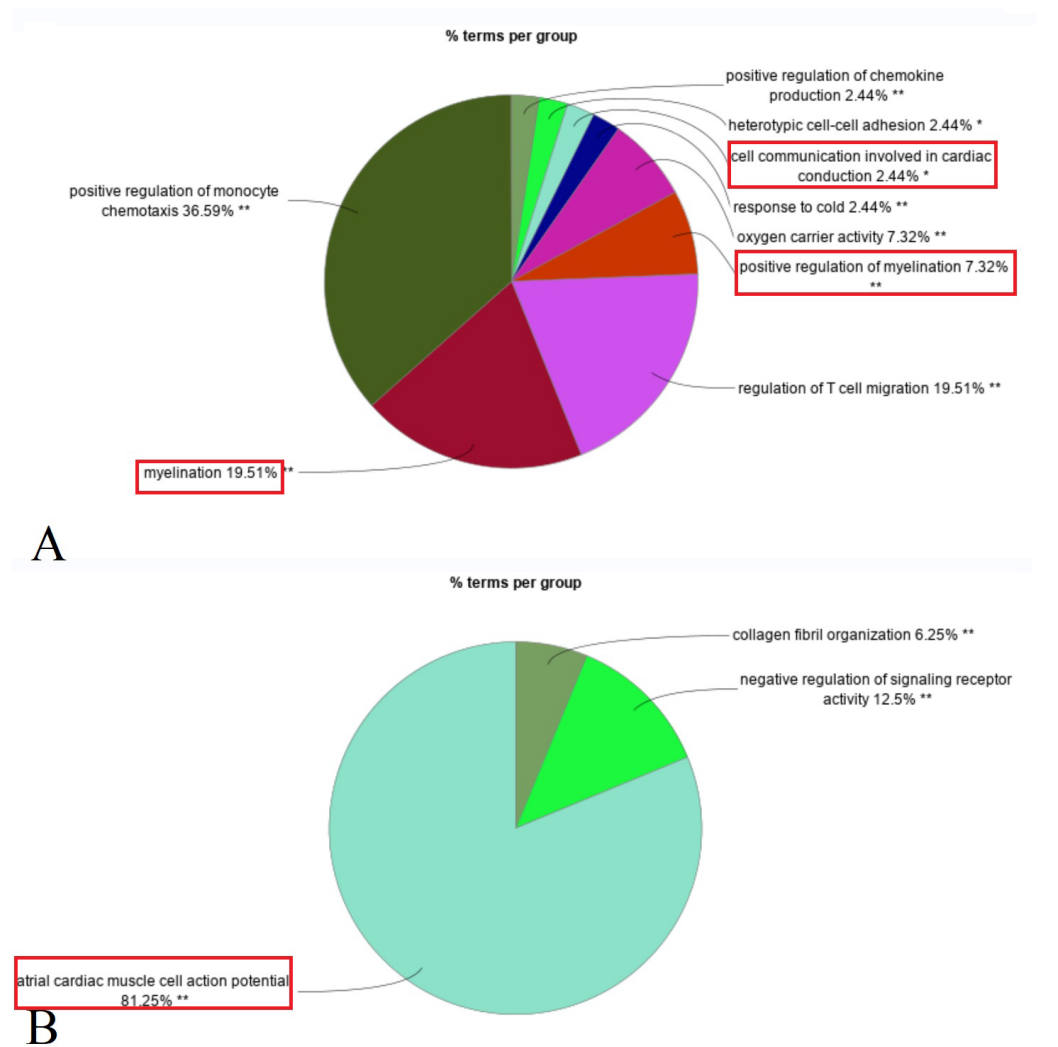 % terms per group
positive regulation of chemokine
production 2.44% **
heterotypic cell-cell adhesion 2.44% *
cell communication involved in cardiac
conduction 2.44% *
response to cold 2.44% **
oxygen carrier activity 7.32% **
positive regulation of myelination 7.32%
**
regulation of T cell migration 19.51% **
myelination 19.51% **
positive regulation of monocyte
chemotaxis 36.59% **
A
% terms per group
collagen fibril organization 6.25% **
negative regulation of signaling receptor
activity 12.5% **
atrial cardiac muscle cell action potential
81.25% **
B